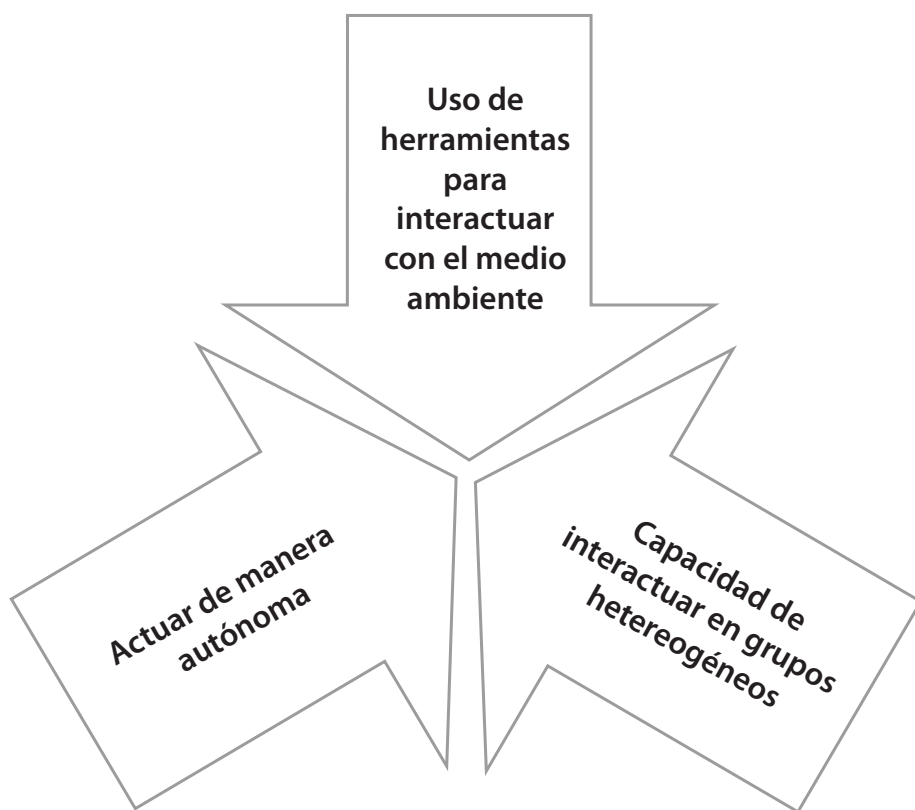 Uso de
herramientas
para
interactuar
con el medio
ambiente
Actuar de manera
autónoma
Capacidad de
interactuar en grupos
hetereogéneos